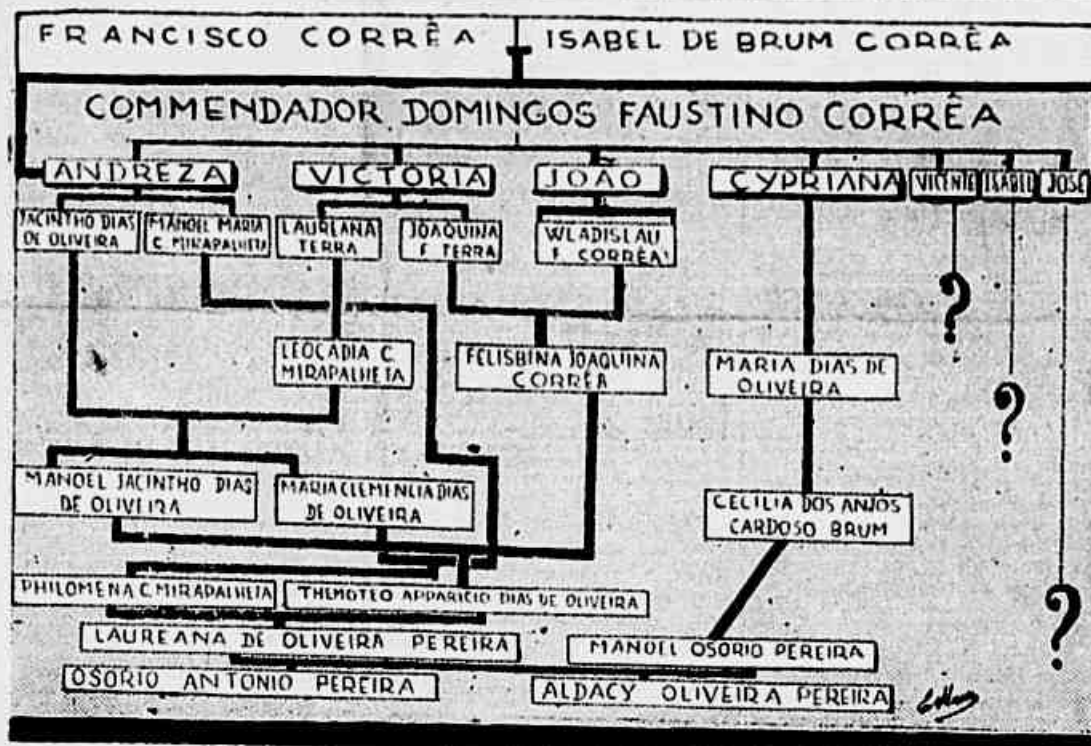 FRANCISCO CORRÊA
ISABEL DE BRUM CORRÊA
COMMENDADOR DOMINGOS FAUSTINO CORRÊA
ANDREZA
VICTORIA
JOÃO
CYPRIANA
VICENTE
ISABEL
JOSÉ
JACINTHO DIAS
DE OLIVEIRA
MANOEL MARIA
C MIRAPALHETA
LAUREANA
TERRA
JOAQUINA
F TERRA
WLADISLAU
F. CORRÊA
?
LEOCADIA C
MIRAPALHETA
FELISBINA JOAQUINA
CORRÊA
MARIA DIAS DE
OLIVEIRA
?
MANOEL JACINTHO DIAS
DE OLIVEIRA
MARIA CLEMENCIA DIAS
DE OLIVEIRA
CECILIA DOS ANJOS
CARDOSO BRUM
PHILOMENA C. MIRAPALHETA
THEMOTEO APPARICIO DIAS DE OLIVEIRA
?
LAUREANA DE OLIVEIRA PEREIRA
MANOEL OSORIO PEREIRA
OSORIO ANTONIO PEREIRA
ALDACY OLIVEIRA PEREIRA